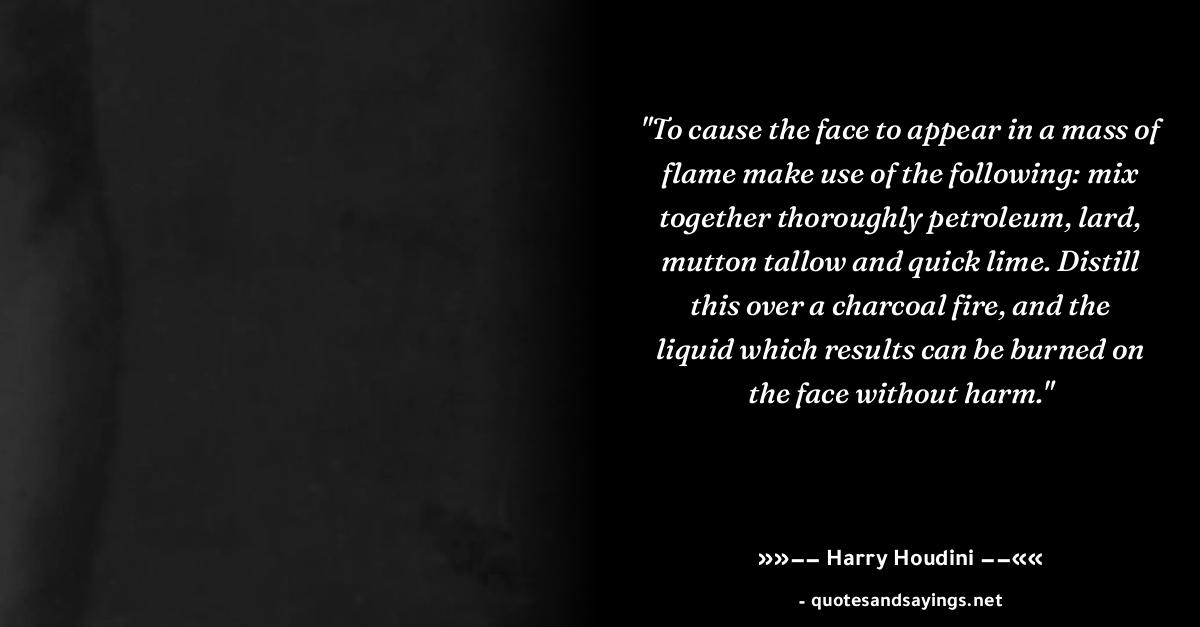 "To cause the face to appear in a mass of
flame make use of the following: mix
together thoroughly petroleum, lard,
mutton tallow and quick lime. Distill
this over a charcoal fire, and the
liquid which results can be burned on
the face without harm."
»»−− Harry Houdini −−««
- quotesandsayings.net